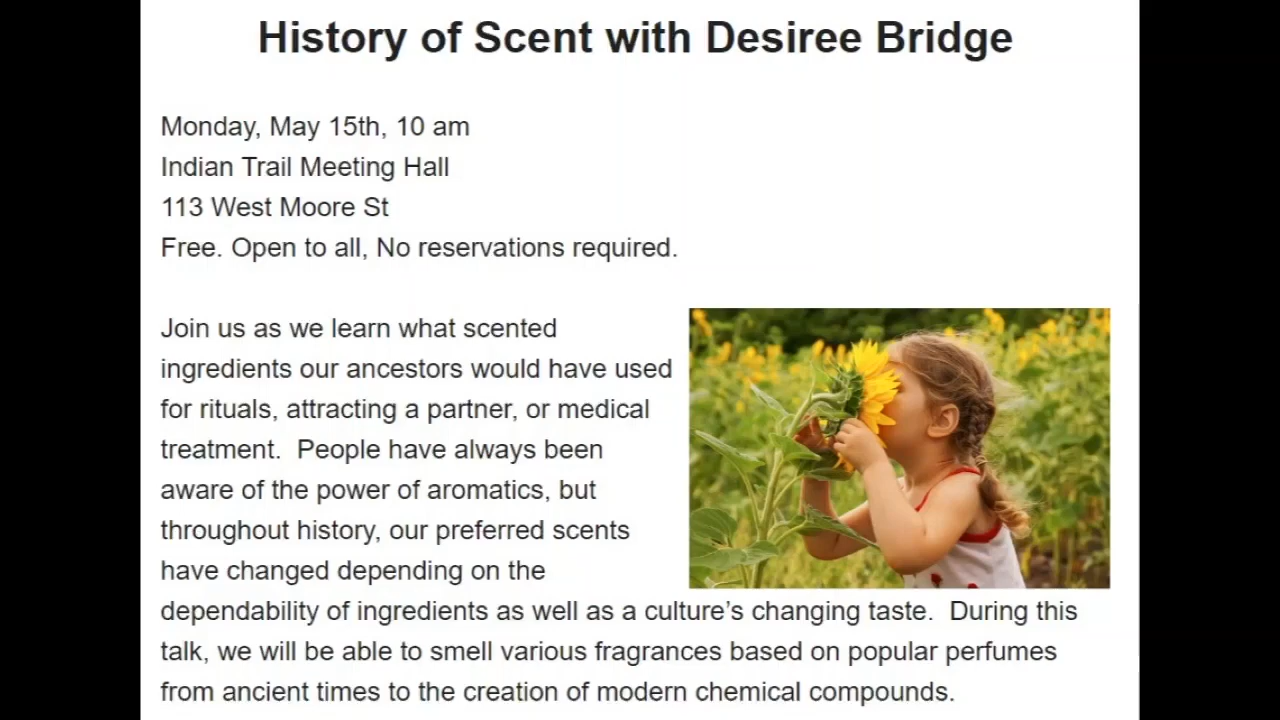 History of Scent with Desiree Bridge
Monday, May 15th, 10 am
Indian Trail Meeting Hall
113 West Moore St
Free. Open to all, No reservations required.
Join us as we learn what scented
ingredients our ancestors would have used
for rituals, attracting a partner, or medical
treatment.  People have always been
aware of the power of aromatics, but
throughout history, our preferred scents
have changed depending on the
dependability of ingredients as well as a culture’s changing taste.  During this
talk, we will be able to smell various fragrances based on popular perfumes
from ancient times to the creation of modern chemical compounds.